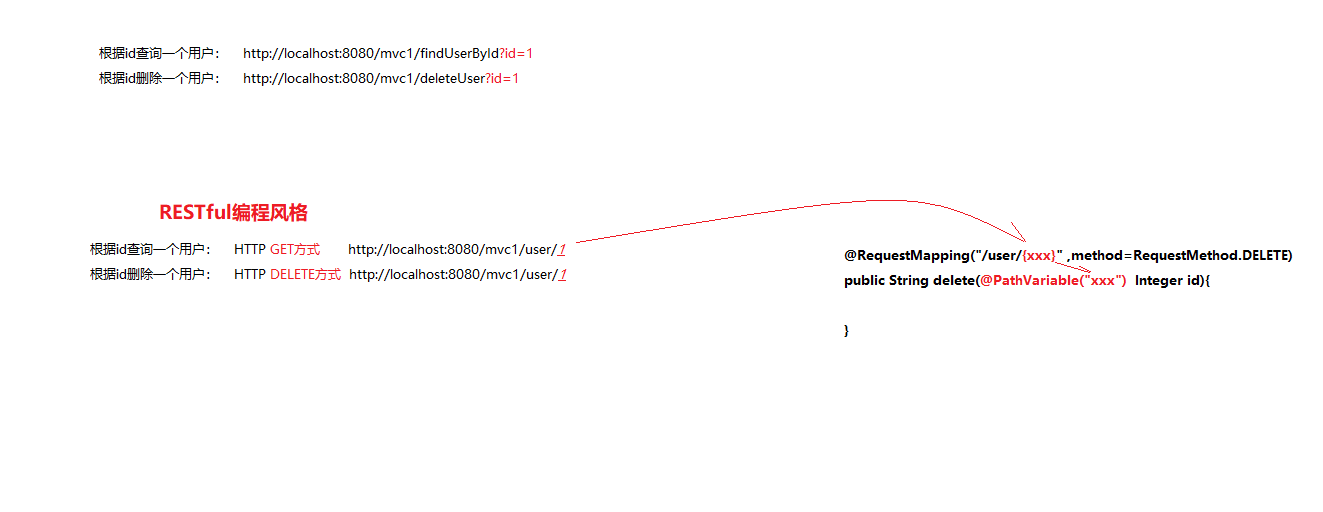 根据id查询一个用户： http://localhost:8080/mvc1/findUserById?id=1
根据id删除一个用户： http://localhost:8080/mvc1/deleteUser?id=1
RESTful编程风格
根据id查询一个用户： HTTP GET方式 http://localhost:8080/mvc1/user/1
根据id删除一个用户： HTTP DELETE方式 http://localhost:8080/mvc1/user/1
@RequestMapping("/user/{xxx}",method=RequestMethod.DELETE)
public String delete(@PathVariable("xxx") Integer id){
}